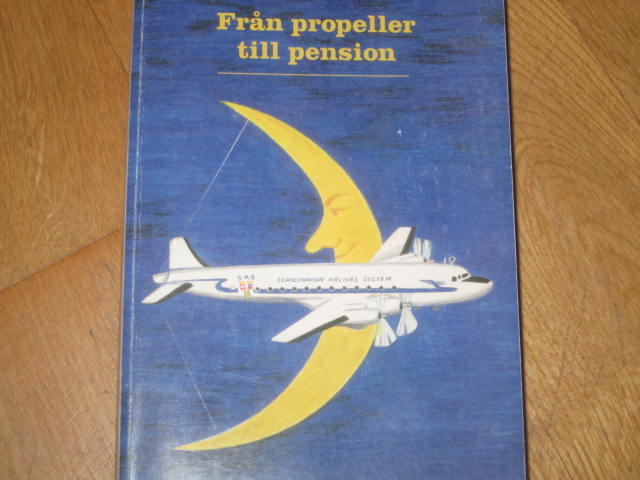 Från propeller
till pension
SAS
SCANDINAVIAN AIRLINES SYSTEM